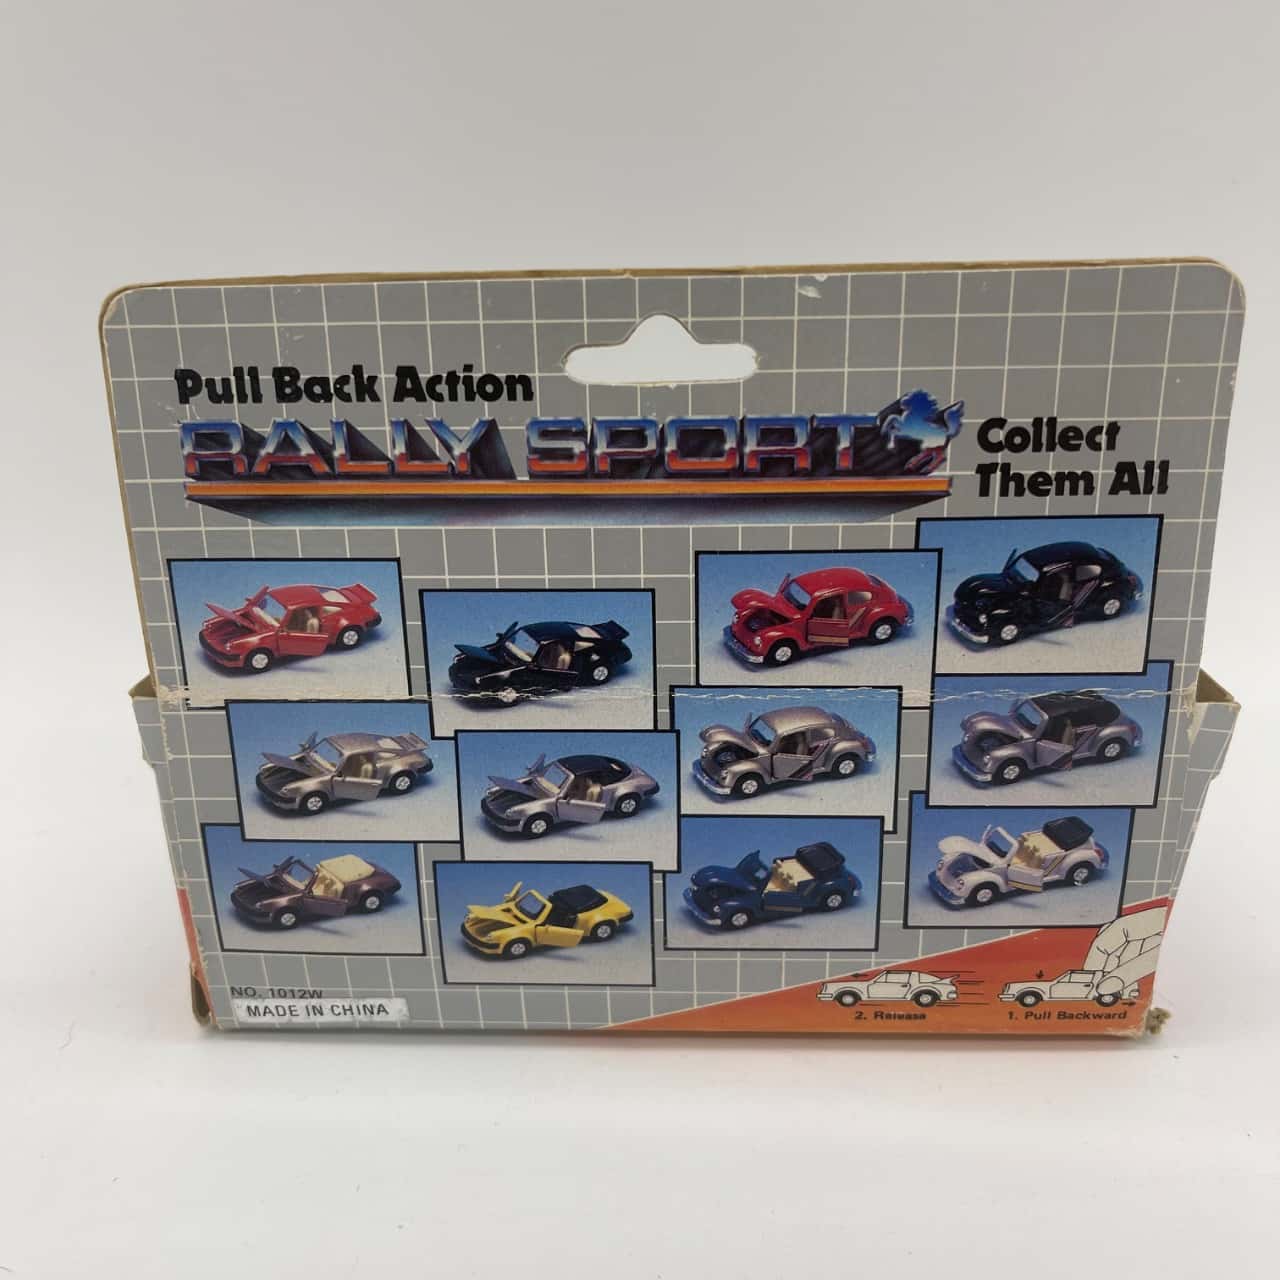 Pull Back Action
RALLY SPORT
Collect
Them All
NO. 1012W
MADE IN CHINA
2. Release
1. Pull Backward